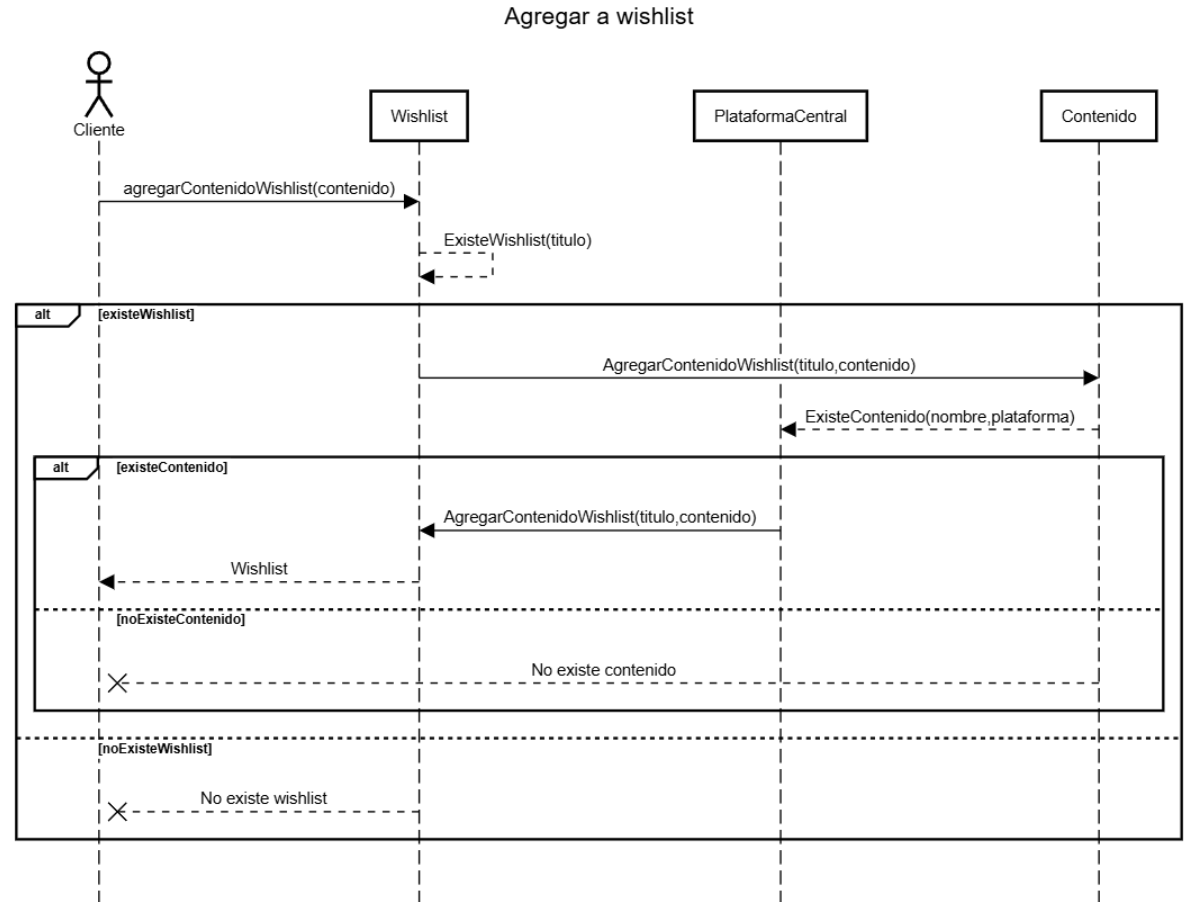 Agregar a wishlist
Cliente
Wishlist
PlataformaCentral
Contenido
agregarContenidoWishlist(contenido)
ExisteWishlist(titulo)
alt
[existeWishlist]
AgregarContenidoWishlist(titulo,contenido)
ExisteContenido(nombre,plataforma)
alt
[existeContenido]
AgregarContenidoWishlist(titulo,contenido)
Wishlist
[noExisteContenido]
No existe contenido
[noExisteWishlist]
No existe wishlist